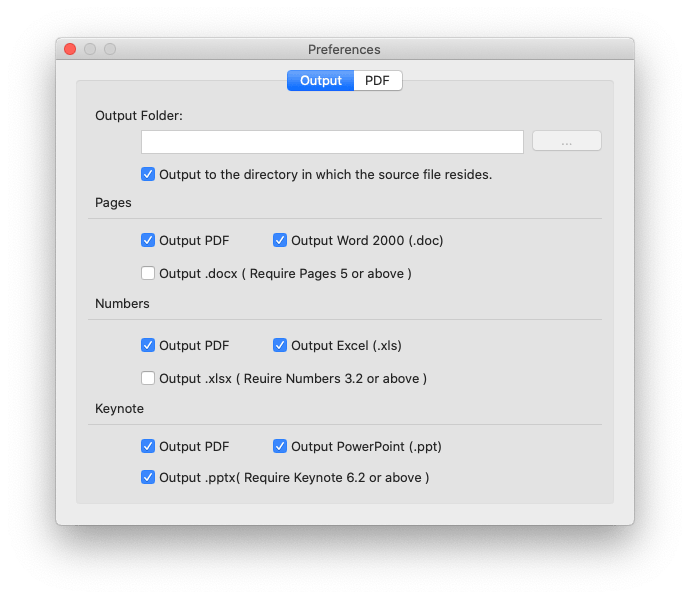 Preferences
Output PDF
Output Folder:
...
Output to the directory in which the source file resides.
Pages
Output PDF Output Word 2000 (.doc)
Output .docx ( Require Pages 5 or above )
Numbers
Output PDF Output Excel (.xls)
Output .xlsx ( Reuire Numbers 3.2 or above )
Keynote
Output PDF Output PowerPoint (.ppt)
Output .pptx( Require Keynote 6.2 or above )